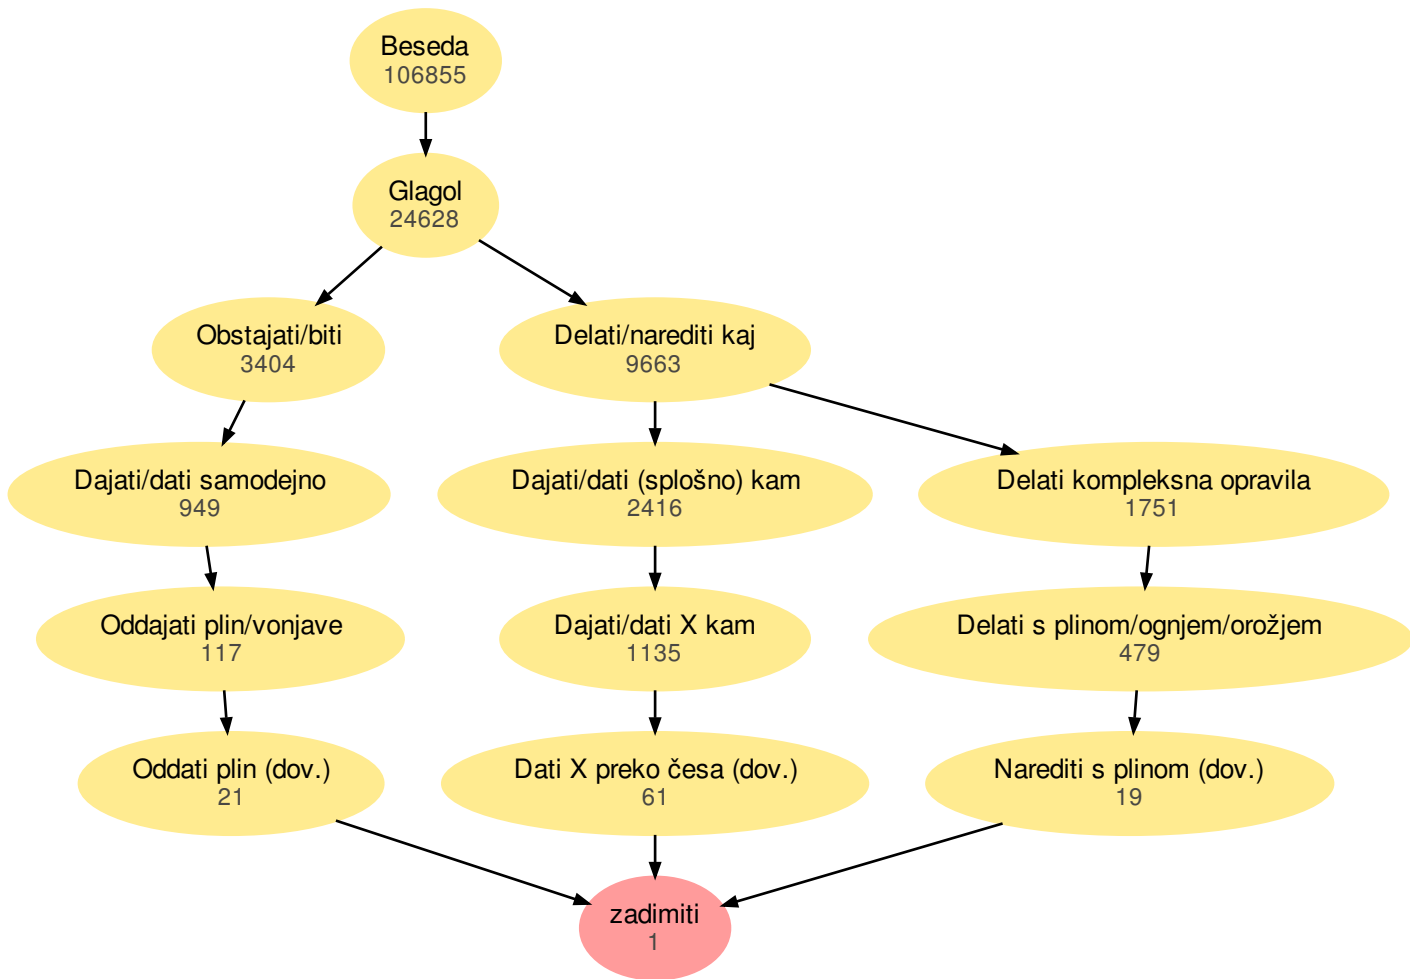 Beseda
106855
Glagol
24628
Obstajati/biti
3404
Delati/narediti kaj
9663
Dajati/dati samodejno
949
Dajati/dati (splošno) kam
2416
Delati kompleksna opravila
1751
Oddajati plin/vonjave
117
Dajati/dati X kam
1135
Delati s plinom/ognjem/orožjem
479
Oddati plin (dov.)
21
Dati X preko česa (dov.)
61
Narediti s plinom (dov.)
19
zadimiti
1